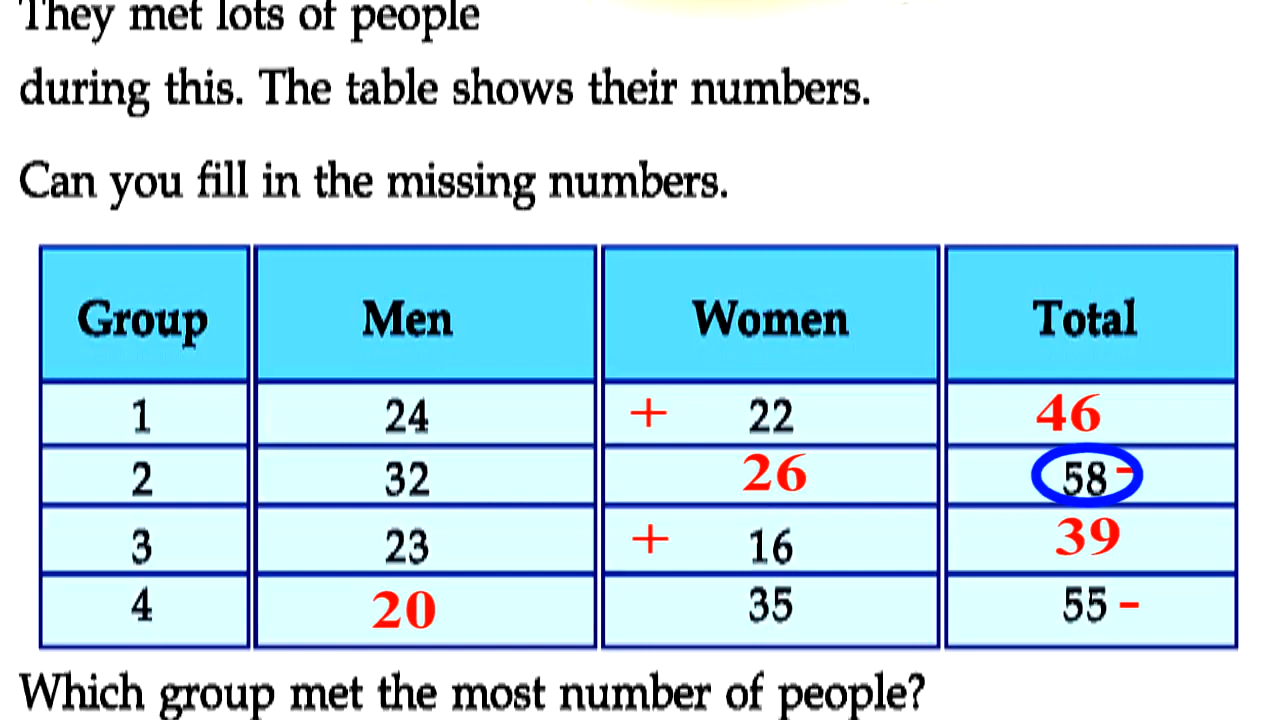 They met lots of people
during this. The table shows their numbers.
Can you fill in the missing numbers.
Group Men Women Total
1 24 + 22 46
2 32 26 58 -
3 23 + 16 39
4 20 35 55 -
Which group met the most number of people?